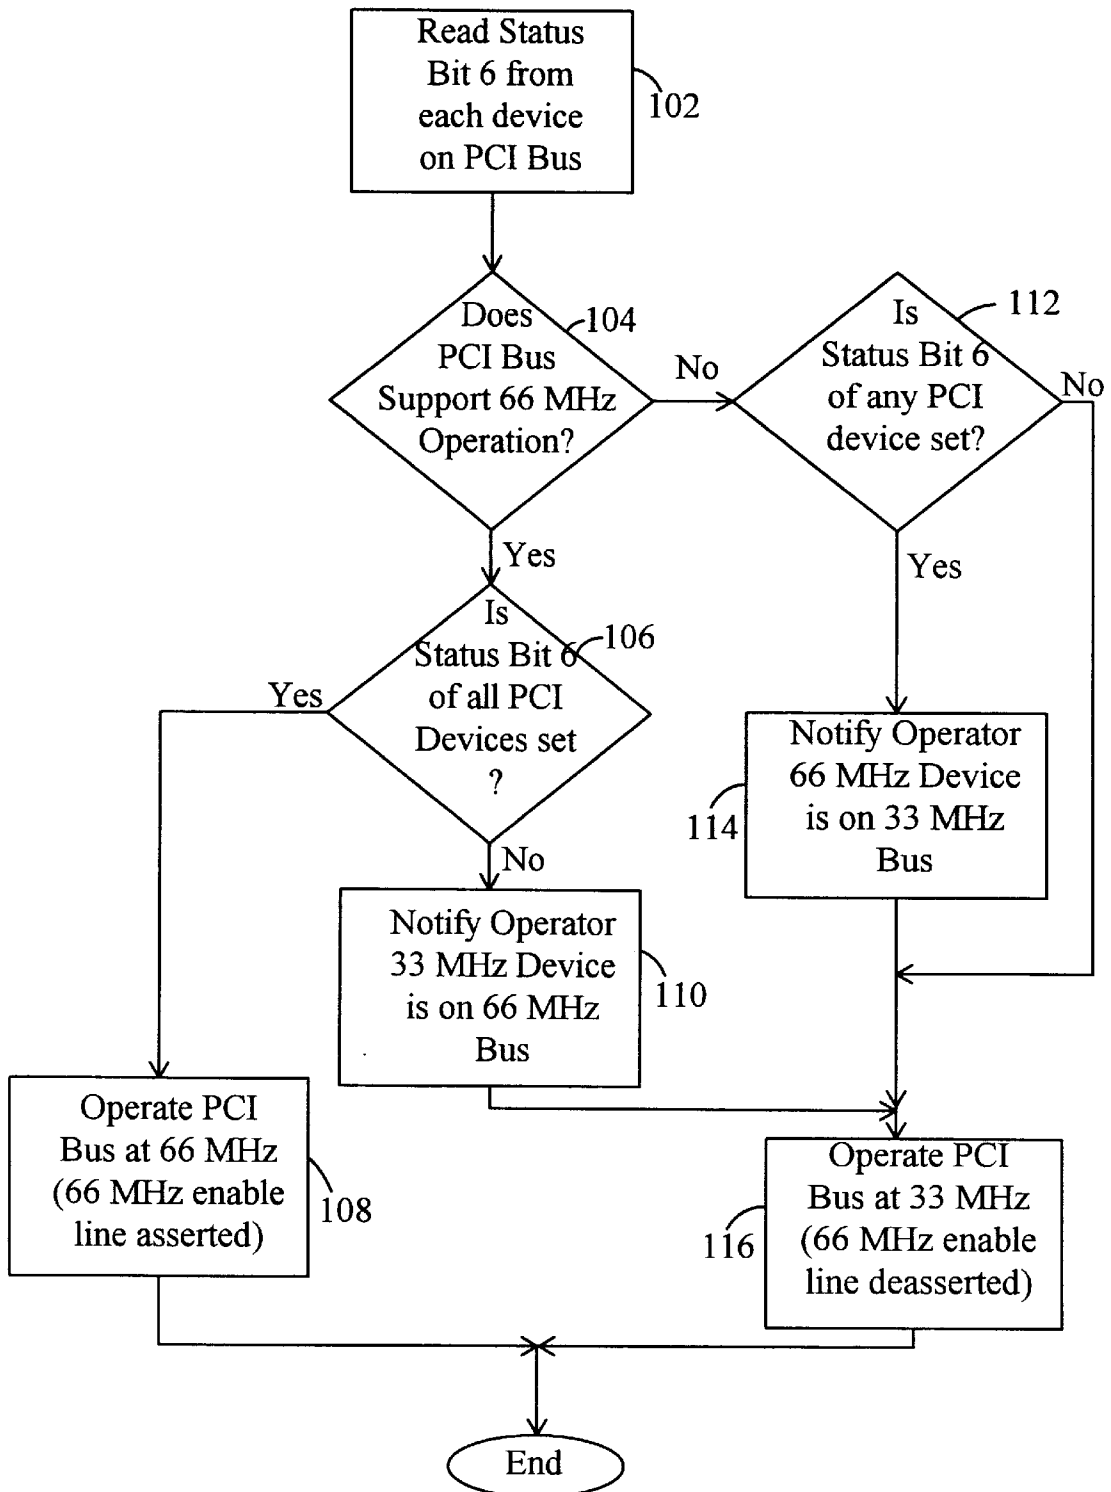 Read Status
Bit 6 from
each device
on PCI Bus
102
Does
PCI Bus
Support 66 MHz
Operation?
104
No
Is
Status Bit 6
of any PCI
device set?
112
No
Yes
Yes
Is
Status Bit 6
of all PCI
Devices set
?
106
Yes
No
Notify Operator
66 MHz Device
is on 33 MHz
Bus
114
Notify Operator
33 MHz Device
is on 66 MHz
Bus
110
Operate PCI
Bus at 66 MHz
(66 MHz enable
line asserted)
108
Operate PCI
Bus at 33 MHz
(66 MHz enable
line deasserted)
116
End